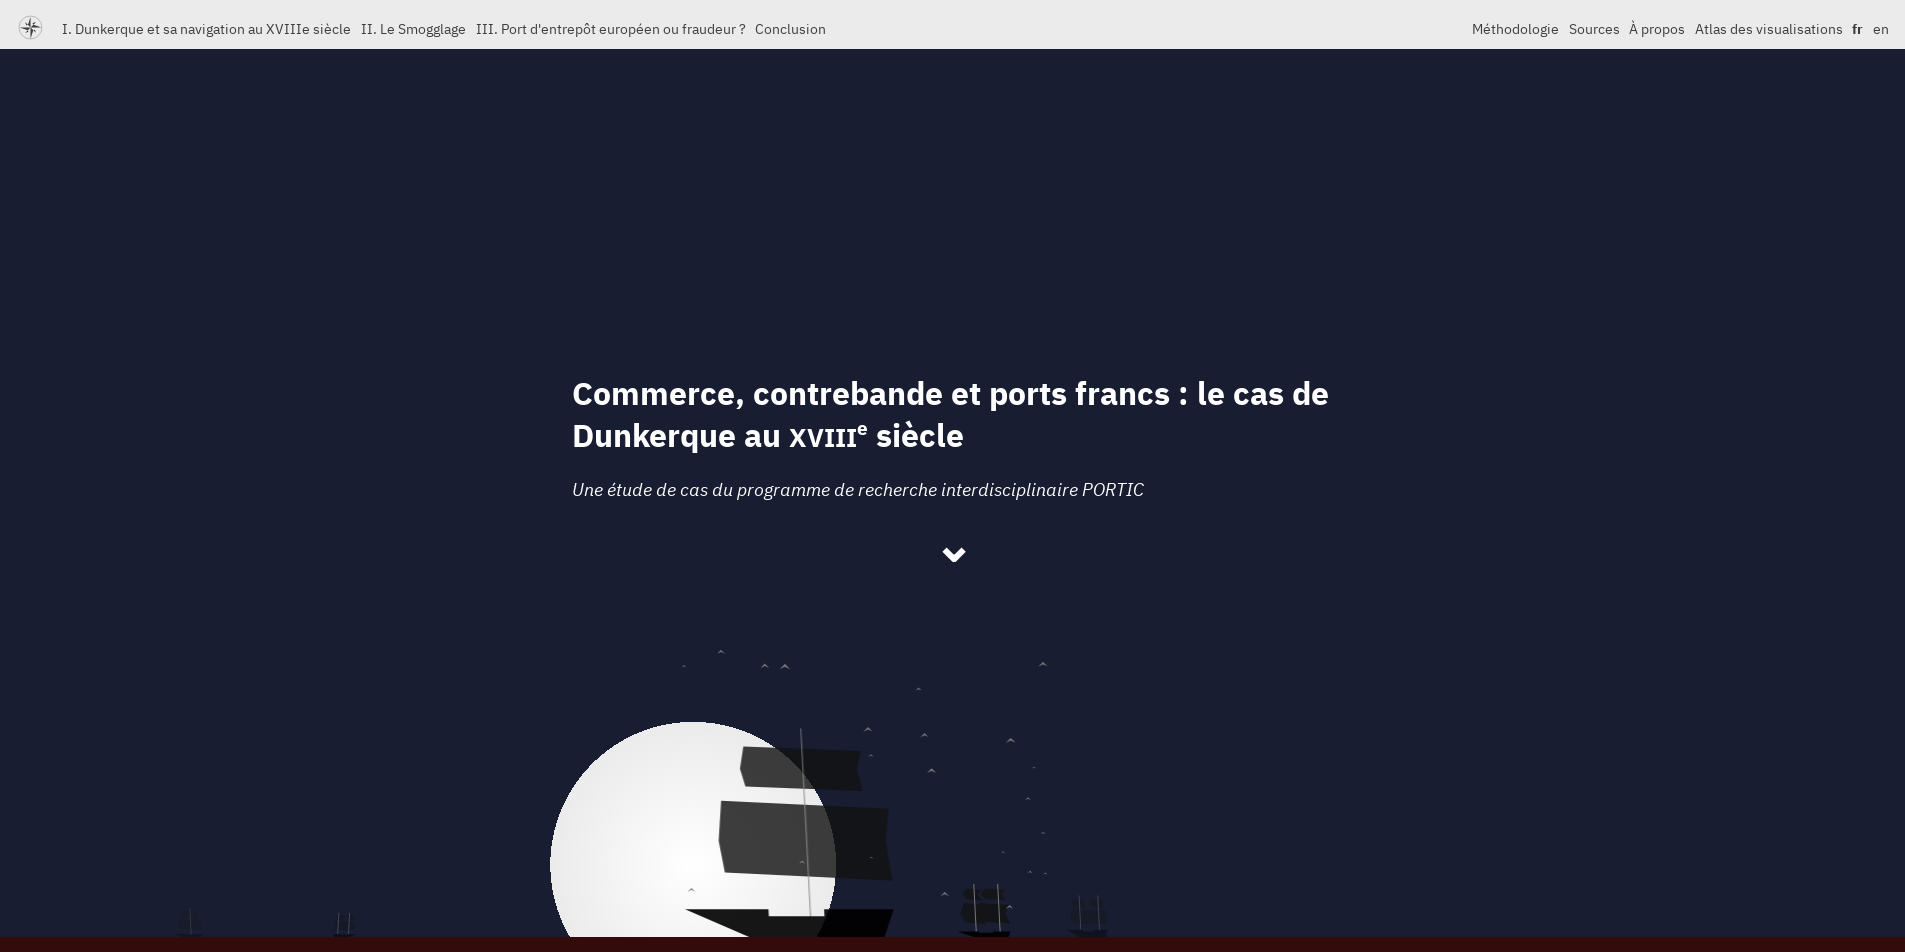 I. Dunkerque et sa navigation au XVIIIe siècle II. Le Smogglage III. Port d'entrepôt européen ou fraudeur ? Conclusion Méthodologie Sources À propos Atlas des visualisations fr en
Commerce, contrebande et ports francs : le cas de
Dunkerque au XVIIIe siècle
Une étude de cas du programme de recherche interdisciplinaire PORTIC